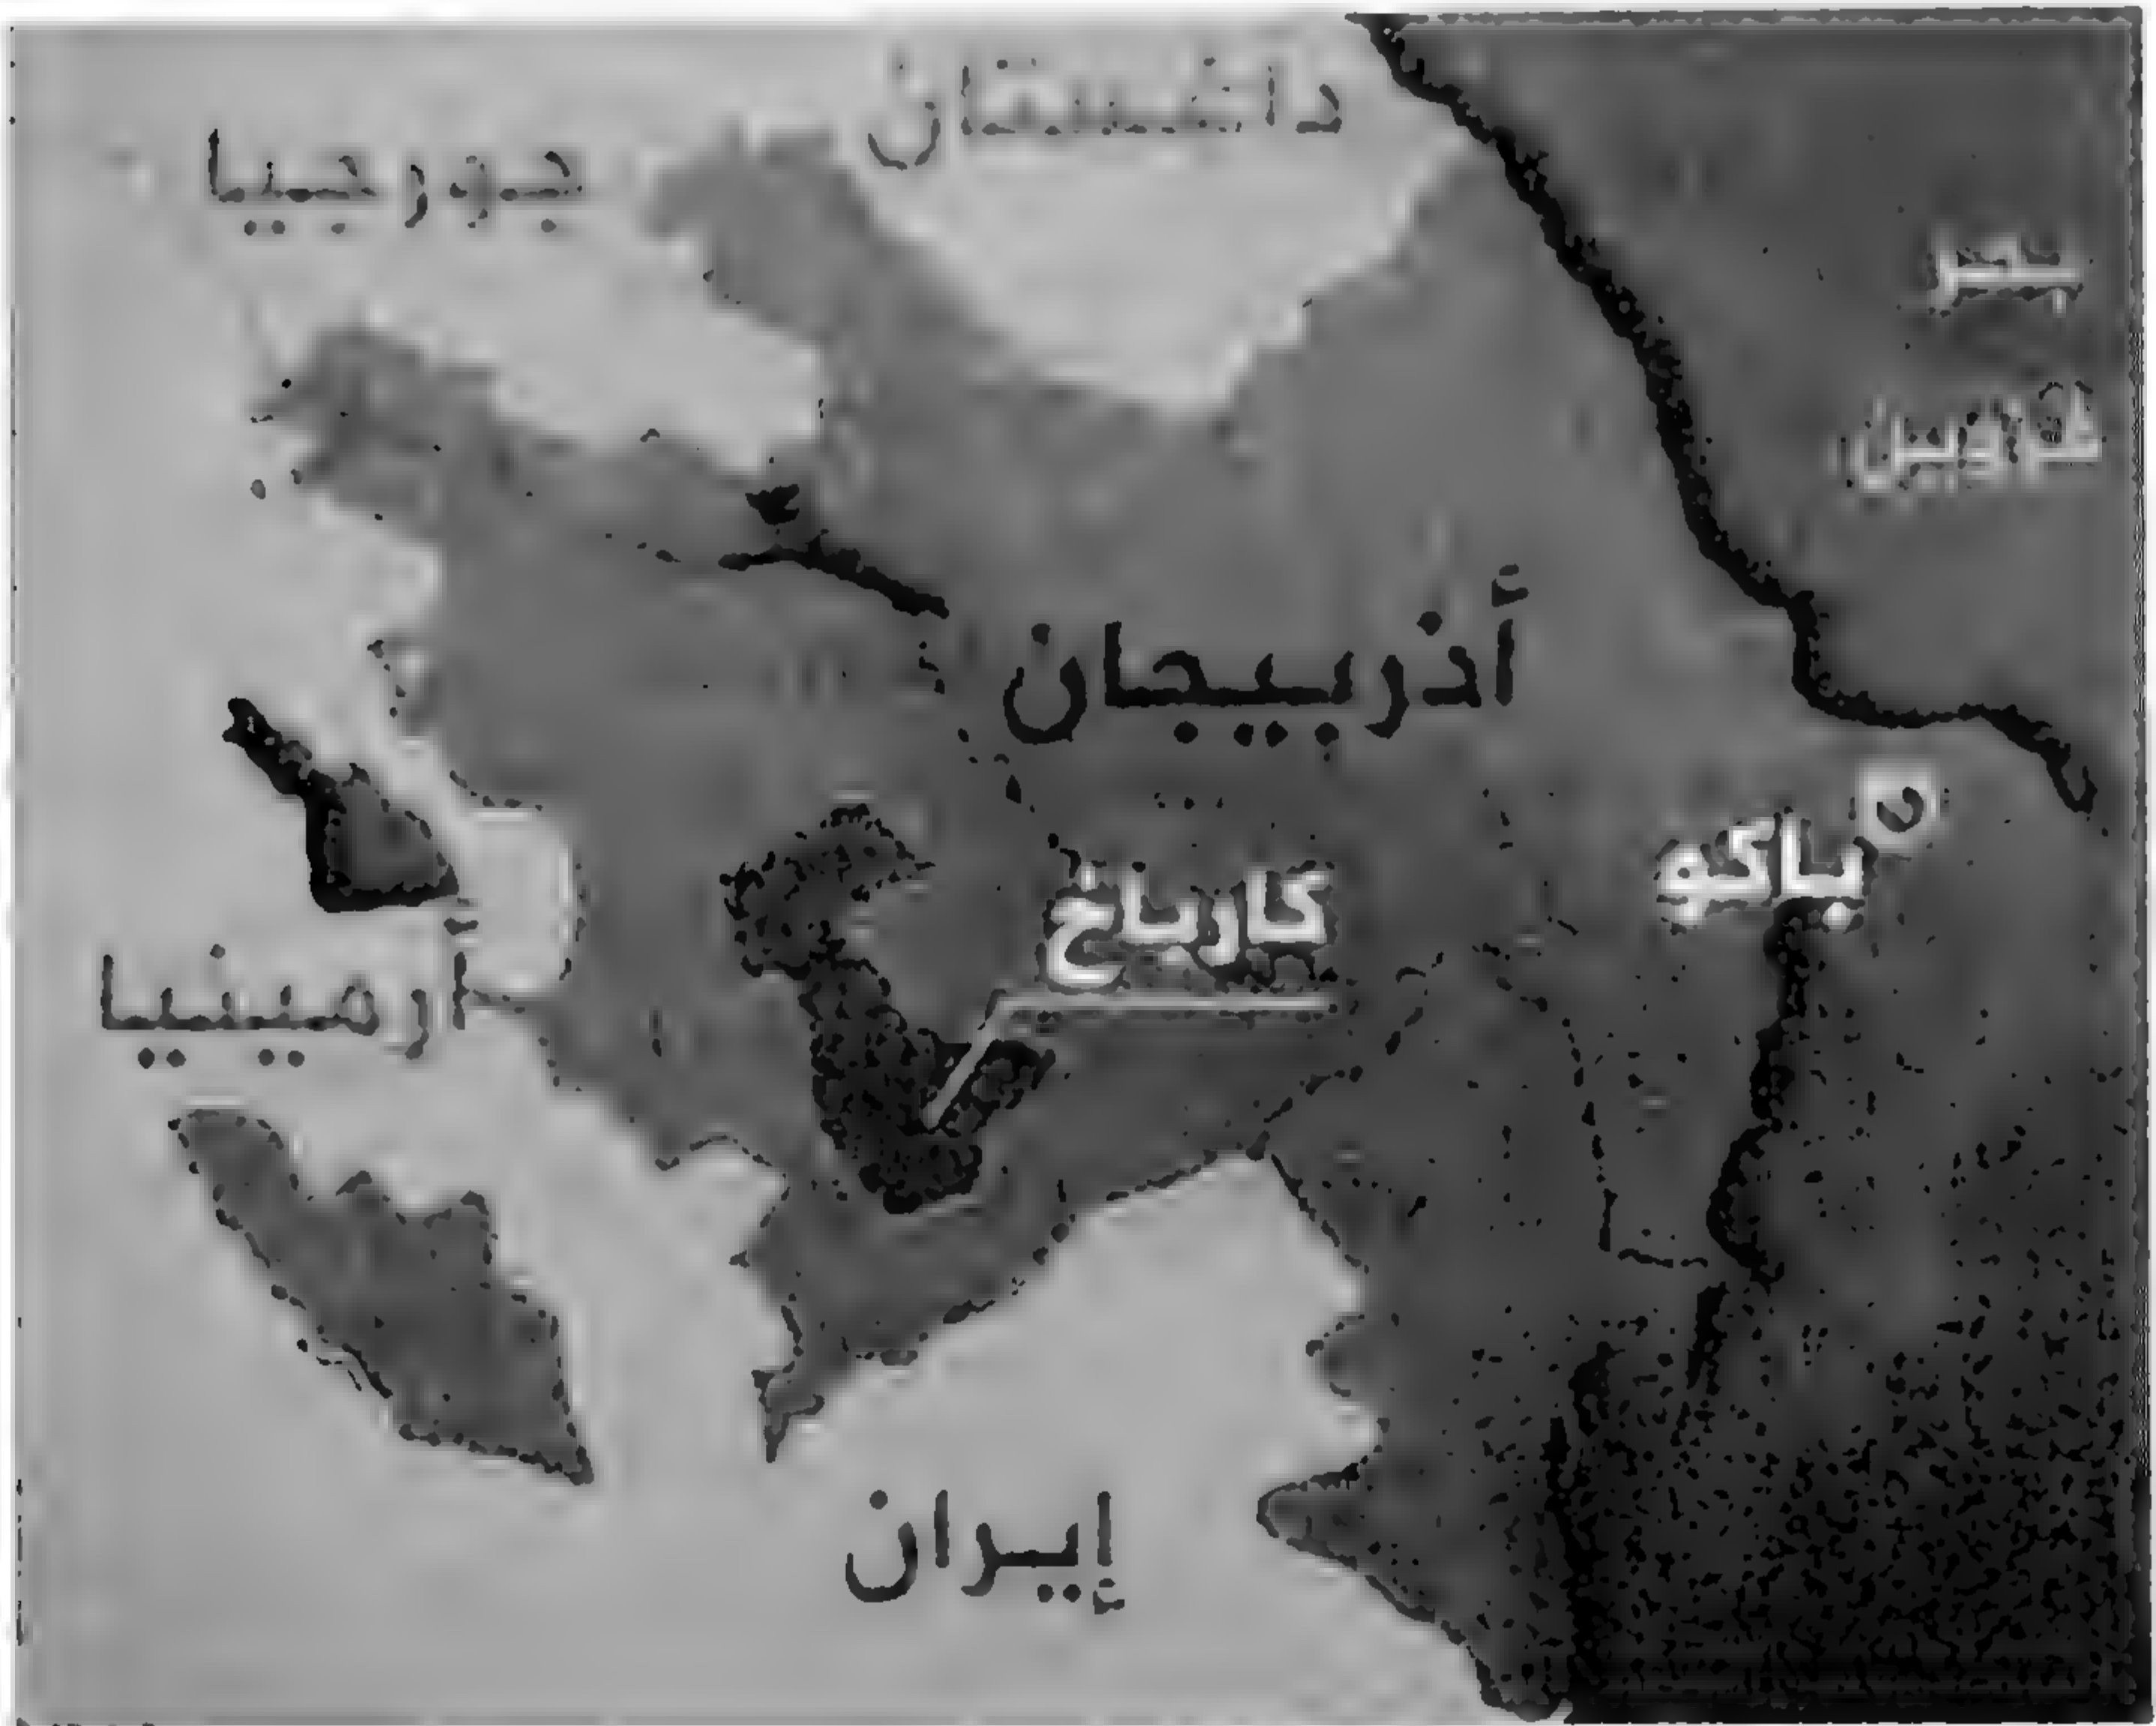 داغستان
جورجيا
بحر
قزوين
أذربيجان
باكو
كارباخ
أرمينيا
إيران